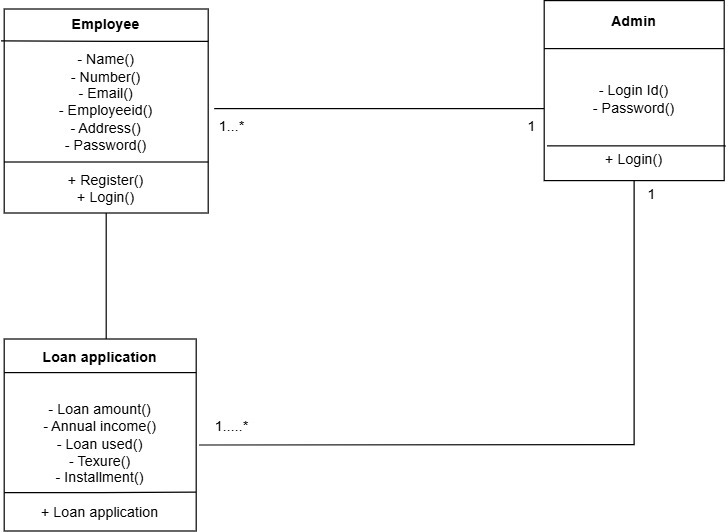 Employee
- Name()
- Number()
- Email()
- Employeeid()
- Address()
- Password()
+ Register()
+ Login()
Admin
- Login Id()
- Password()
+ Login()
1...*
1
1
Loan application
- Loan amount()
- Annual income()
- Loan used()
- Texure()
- Installment()
+ Loan application
1.....*